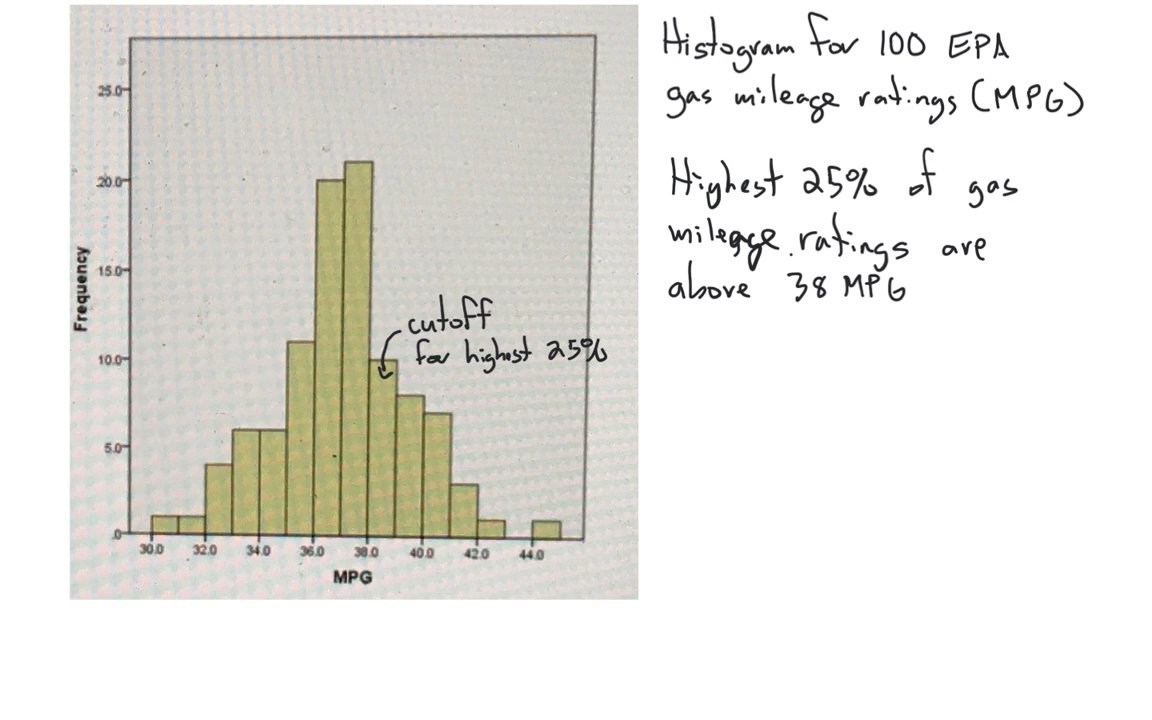 Histogram for 100 EPA
gas mileage ratings (MPG)
Highest 25% of gas
mileage ratings are
above 38 MPG
25.0
20.0
15.0
10.0
5.0
.0
Frequency
cutoff
for highest 25%
30.0 32.0 34.0 36.0 38.0 40.0 42.0 44.0
MPG